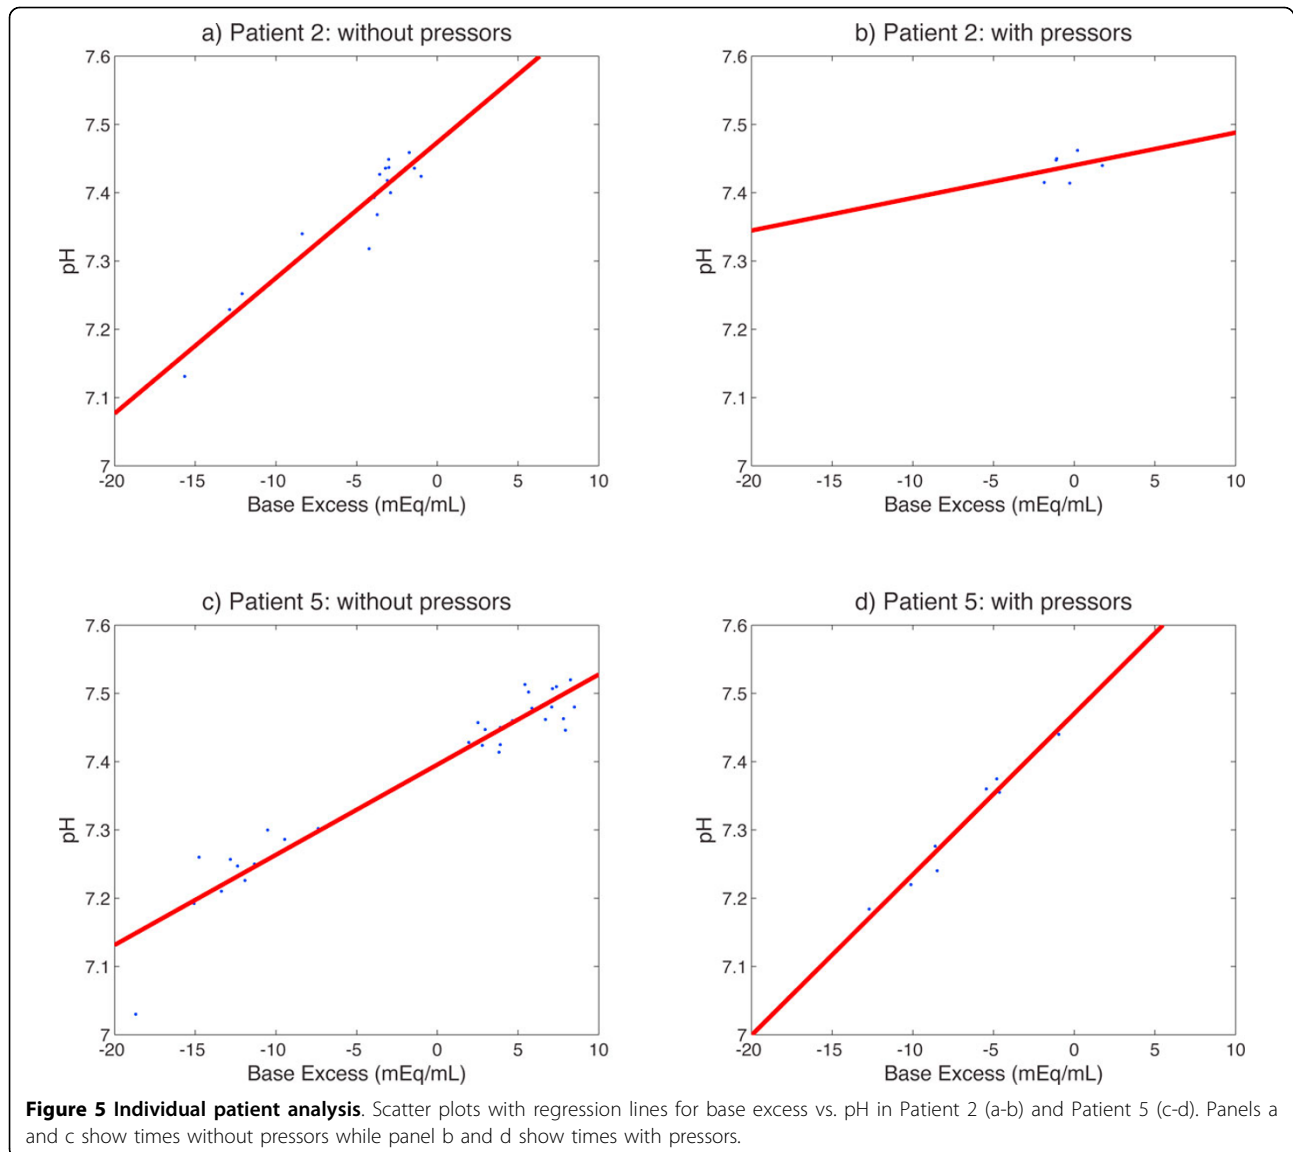 a) Patient 2: without pressors
b) Patient 2: with pressors
7.6
7.5
7.4
7.3
7.2
7.1
7
pH
-20 -15 -10 -5 0 5 10
Base Excess (mEq/mL)
7.6
7.5
7.4
7.3
7.2
7.1
7
pH
-20 -15 -10 -5 0 5 10
Base Excess (mEq/mL)
c) Patient 5: without pressors
d) Patient 5: with pressors
7.6
7.5
7.4
7.3
7.2
7.1
7
pH
-20 -15 -10 -5 0 5 10
Base Excess (mEq/mL)
7.6
7.5
7.4
7.3
7.2
7.1
7
pH
-20 -15 -10 -5 0 5 10
Base Excess (mEq/mL)
Figure 5 Individual patient analysis. Scatter plots with regression lines for base excess vs. pH in Patient 2 (a-b) and Patient 5 (c-d). Panels a
and c show times without pressors while panel b and d show times with pressors.